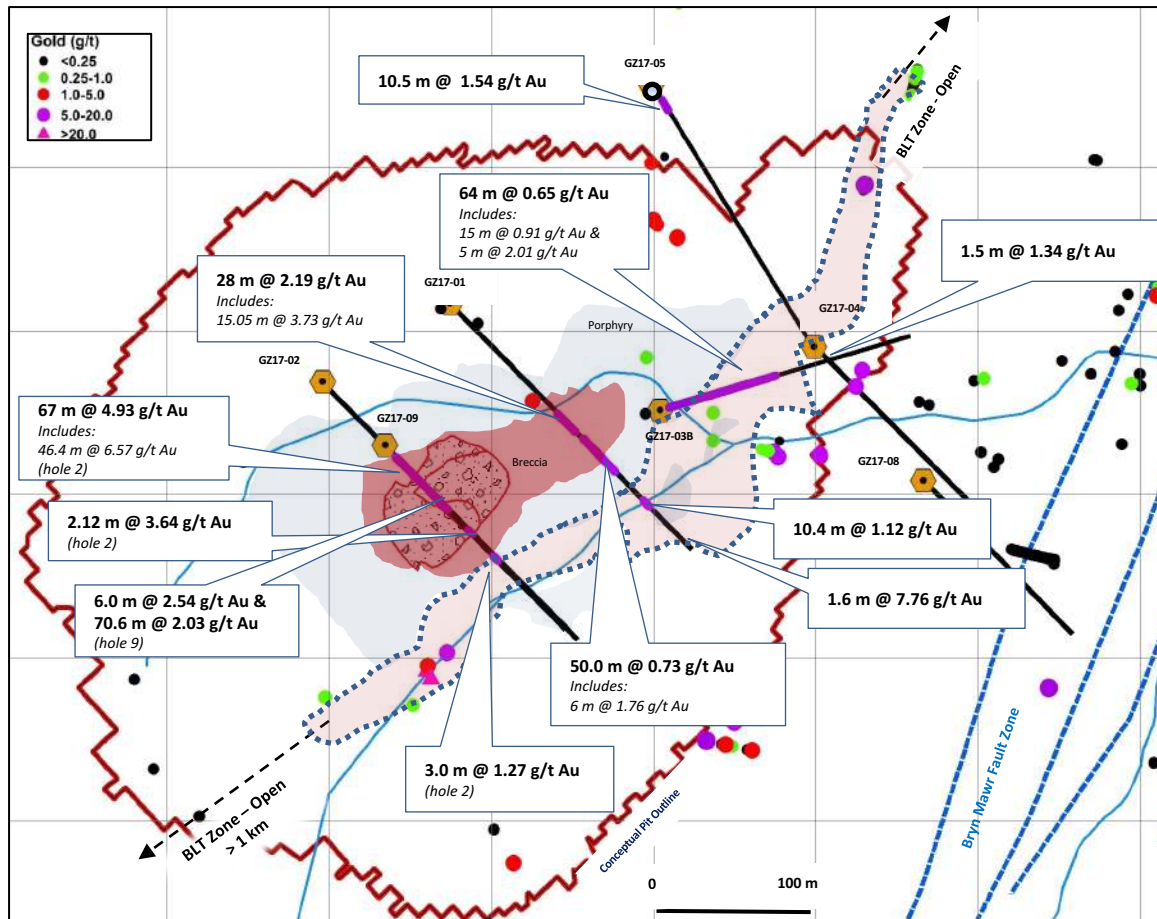 Gold (g/t)
<0.25
0.25-1.0
1.0-5.0
5.0-20.0
>20.0
GZ17-05
10.5 m @ 1.54 g/t Au
BLT Zone - Open
64 m @ 0.65 g/t Au
Includes:
15 m @ 0.91 g/t Au &
5 m @ 2.01 g/t Au
1.5 m @ 1.34 g/t Au
28 m @ 2.19 g/t Au
Includes:
15.05 m @ 3.73 g/t Au
GZ17-01
GZ17-04
Porphyry
GZ17-02
67 m @ 4.93 g/t Au
Includes:
46.4 m @ 6.57 g/t Au
(hole 2)
GZ17-09
GZ17-03B
Breccia
GZ17-08
2.12 m @ 3.64 g/t Au
(hole 2)
10.4 m @ 1.12 g/t Au
6.0 m @ 2.54 g/t Au &
70.6 m @ 2.03 g/t Au
(hole 9)
1.6 m @ 7.76 g/t Au
50.0 m @ 0.73 g/t Au
Includes:
6 m @ 1.76 g/t Au
3.0 m @ 1.27 g/t Au
(hole 2)
BLT Zone – Open
> 1 km
Conceptual Pit Outline
Bryn Mawr Fault Zone
0 100 m